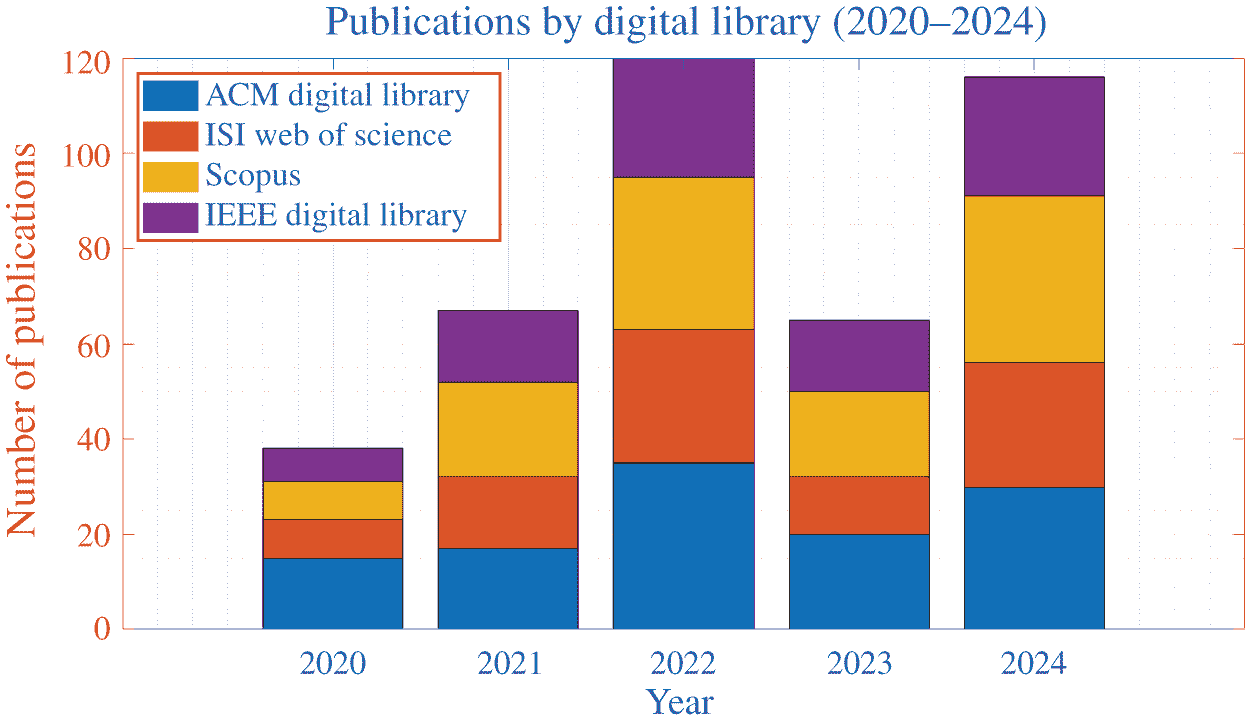 Publications by digital library (2020–2024)
Number of publications
120
100
80
60
40
20
0
ACM digital library
ISI web of science
Scopus
IEEE digital library
2020 2021 2022 2023 2024
Year